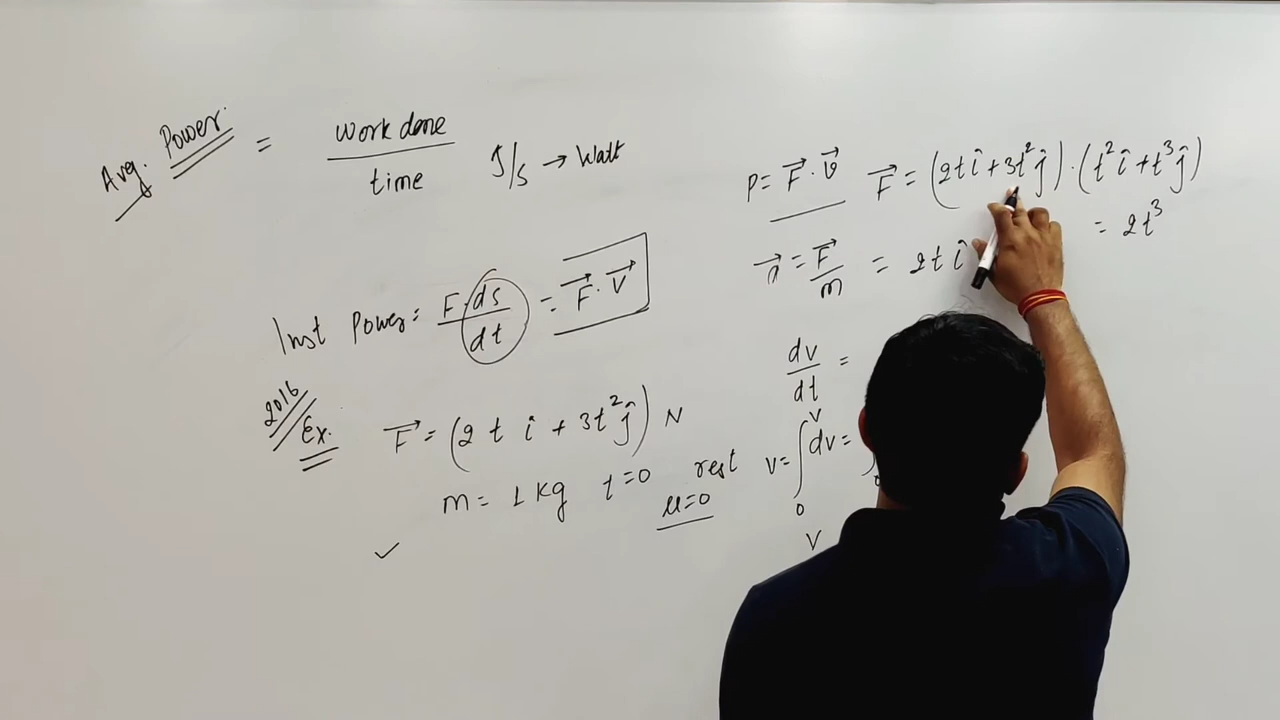 Avg. Power = work done / time J/s → Watt
Inst Power = F.ds / dt = F⃗.V⃗
2016
Ex. F⃗ = (2 t î + 3t² ĵ) N
m = 1 kg t=0 rest
u=0
P = F⃗.v⃗ F⃗ = (2t î + 3t² ĵ).(t² î + t³ ĵ)
= 2t³
= F⃗ / m = 2t î
dv / dt =
V = ∫₀ⱽ dv =
V